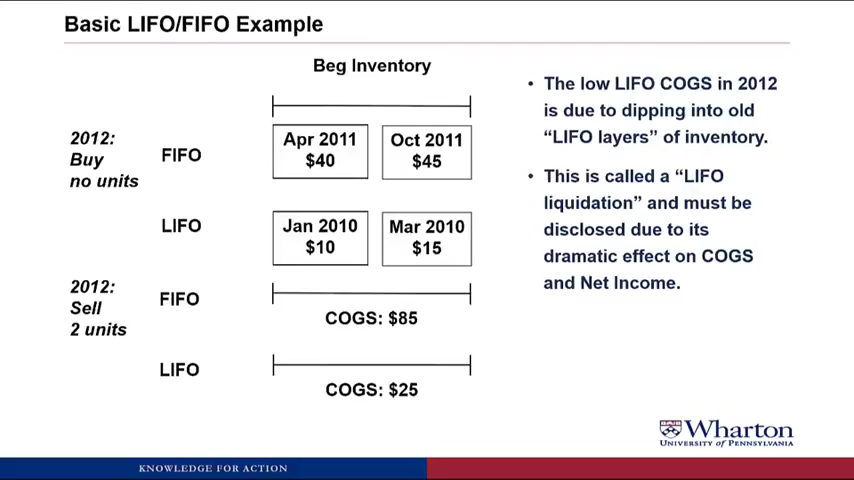 Basic LIFO/FIFO Example
Beg Inventory
2012:
Buy
no units
FIFO
Apr 2011
$40
Oct 2011
$45
LIFO
Jan 2010
$10
Mar 2010
$15
2012:
Sell
2 units
FIFO
COGS: $85
LIFO
COGS: $25
• The low LIFO COGS in 2012
is due to dipping into old
“LIFO layers” of inventory.
• This is called a “LIFO
liquidation” and must be
disclosed due to its
dramatic effect on COGS
and Net Income.
Wharton
UNIVERSITY OF PENNSYLVANIA
KNOWLEDGE FOR ACTION